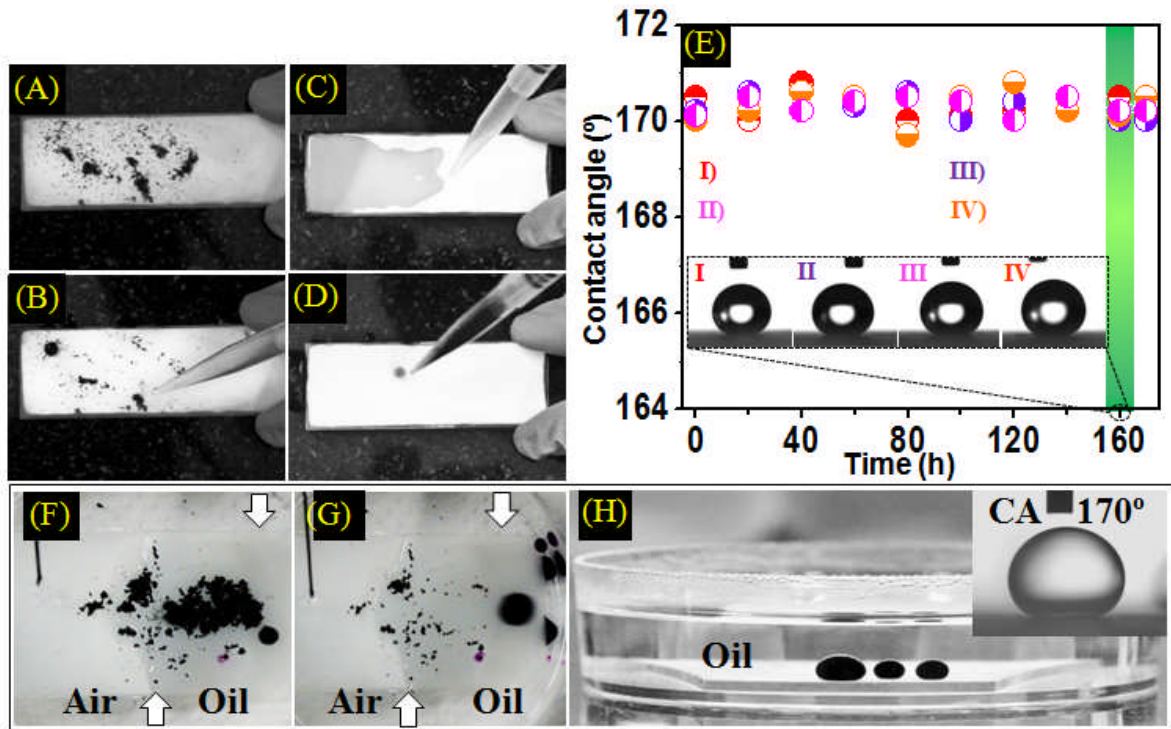 (A)
(C)
(B)
(D)
(E)
172
170
168
166
164
Contact angle (º)
I)
III)
II)
IV)
I II III IV
0 40 80 120 160
Time (h)
(F)
Air Oil
(G)
Air Oil
(H)
Oil
CA 170º